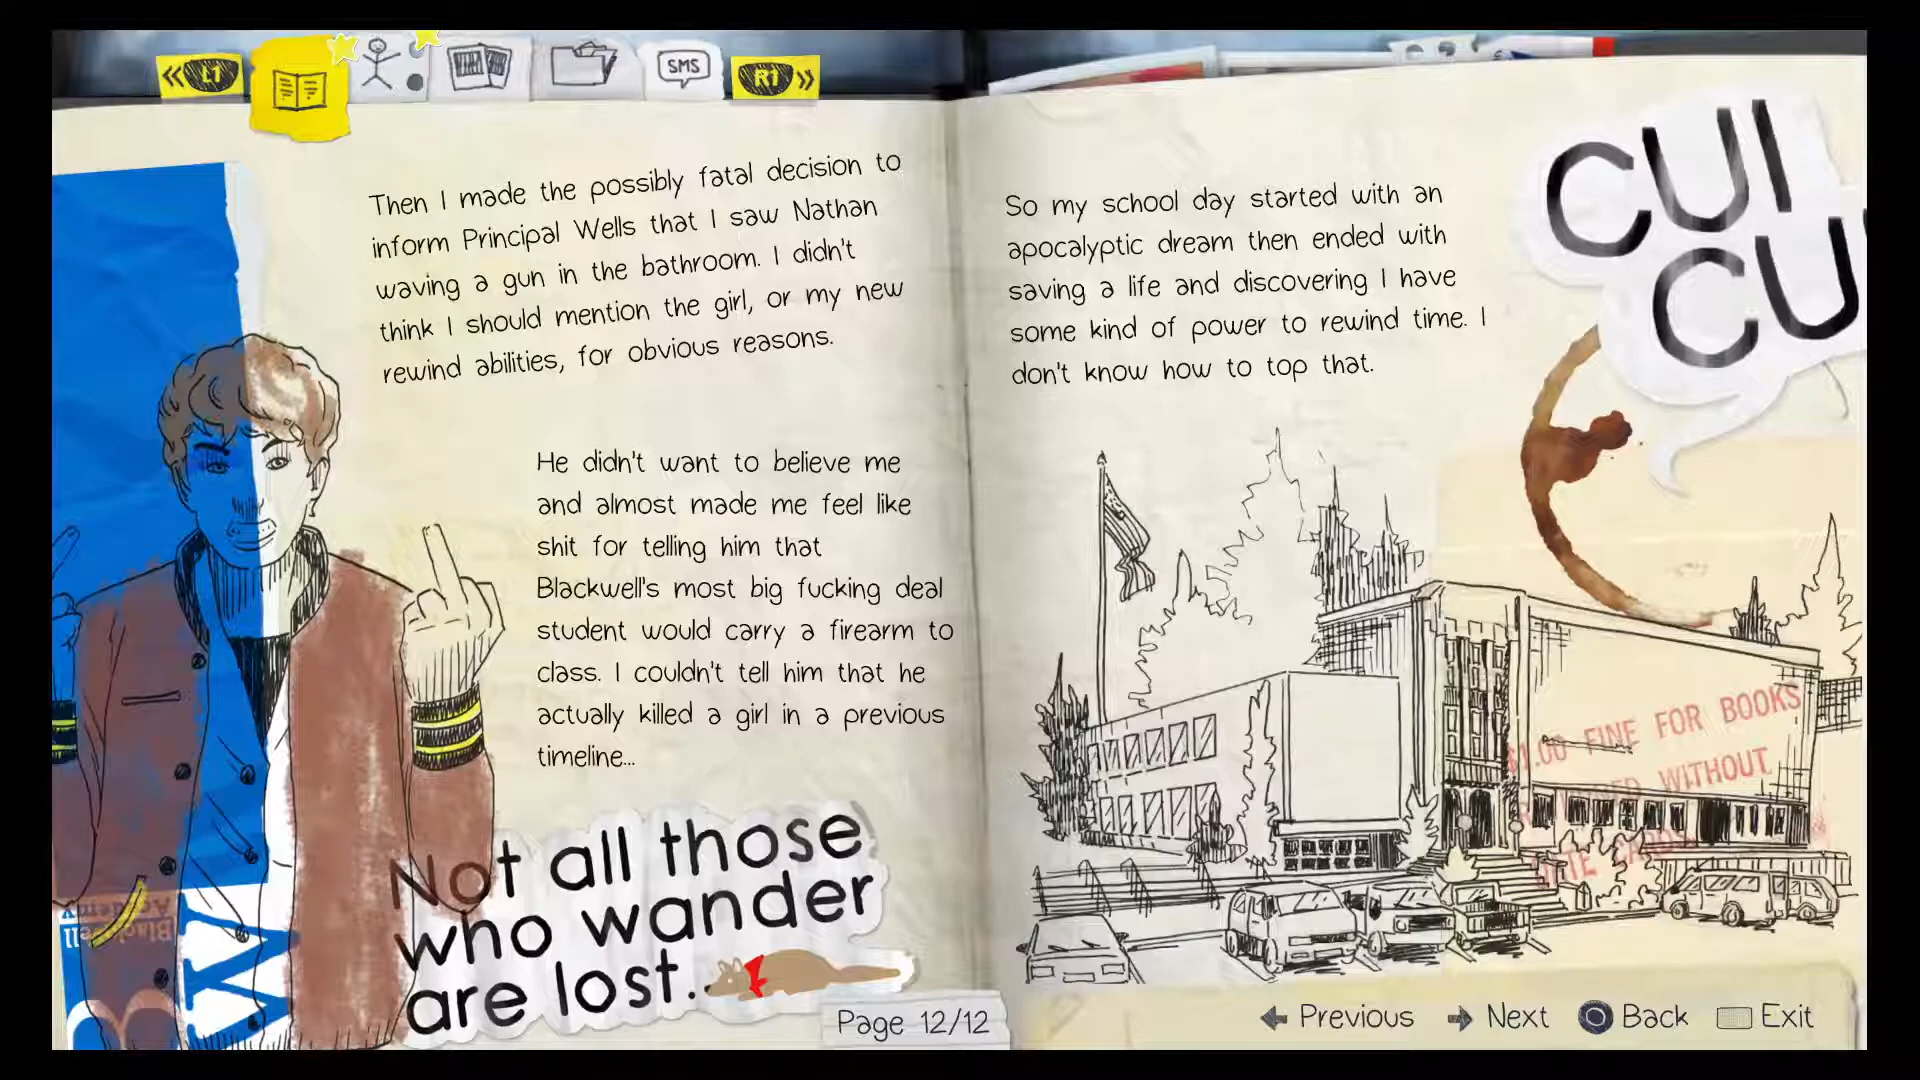 L1
SMS
R1
Then I made the possibly fatal decision to
inform Principal Wells that I saw Nathan
waving a gun in the bathroom. I didn't
think I should mention the girl, or my new
rewind abilities, for obvious reasons.
He didn't want to believe me
and almost made me feel like
shit for telling him that
Blackwell's most big fucking deal
student would carry a firearm to
class. I couldn't tell him that he
actually killed a girl in a previous
timeline...
Not all those
who wander
are lost.
Blackwell
Academy
B W
Page 12/12
So my school day started with an
apocalyptic dream then ended with
saving a life and discovering I have
some kind of power to rewind time. I
don't know how to top that.
CUI
CU
$1.00 FINE FOR BOOKS
WITHOUT
Previous Next Back Exit